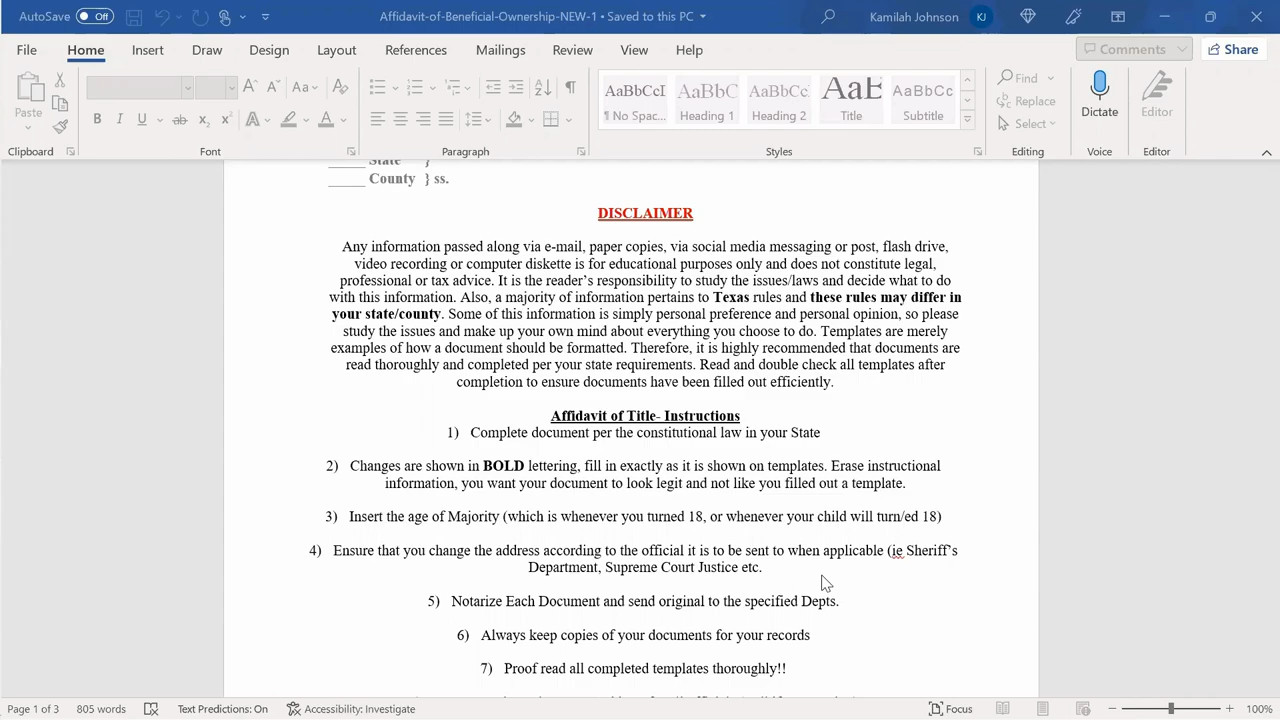 AutoSave Off Affidavit-of-Beneficial-Ownership-NEW-1 • Saved to this PC Kamilah Johnson KJ
File Home Insert Draw Design Layout References Mailings Review View Help Comments Share
Paste
Clipboard
Aa
B I U ab x₂ x² A A
Font
Paragraph
AaBbCcD AaBbC AaBbCc AaB AaBbCc
¶ No Spac... Heading 1 Heading 2 Title Subtitle
Styles
Find
Replace
Select
Editing
Dictate
Voice
Editor
Editor
_____ State }
_____ County } ss.
DISCLAIMER
Any information passed along via e-mail, paper copies, via social media messaging or post, flash drive,
video recording or computer diskette is for educational purposes only and does not constitute legal,
professional or tax advice. It is the reader’s responsibility to study the issues/laws and decide what to do
with this information. Also, a majority of information pertains to Texas rules and these rules may differ in
your state/county. Some of this information is simply personal preference and personal opinion, so please
study the issues and make up your own mind about everything you choose to do. Templates are merely
examples of how a document should be formatted. Therefore, it is highly recommended that documents are
read thoroughly and completed per your state requirements. Read and double check all templates after
completion to ensure documents have been filled out efficiently.
Affidavit of Title- Instructions
1) Complete document per the constitutional law in your State
2) Changes are shown in BOLD lettering, fill in exactly as it is shown on templates. Erase instructional
information, you want your document to look legit and not like you filled out a template.
3) Insert the age of Majority (which is whenever you turned 18, or whenever your child will turn/ed 18)
4) Ensure that you change the address according to the official it is to be sent to when applicable (ie Sheriff’s
Department, Supreme Court Justice etc.
5) Notarize Each Document and send original to the specified Depts.
6) Always keep copies of your documents for your records
7) Proof read all completed templates thoroughly!!
Page 1 of 3 805 words Text Predictions: On Accessibility: Investigate Focus 100%